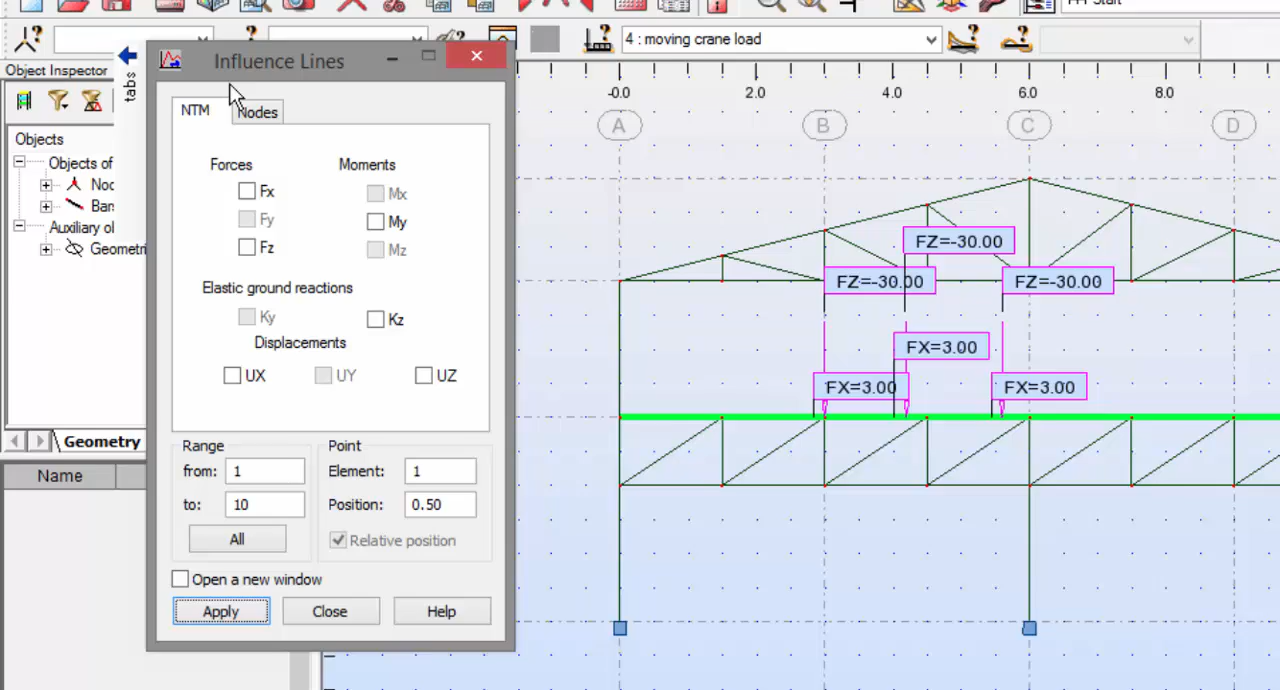 Start
4 : moving crane load
Object Inspector
tabs
Objects
Objects of
Bars
Auxiliary ol
Geometri
Geometry
Name
Influence Lines
NTM
Nodes
Forces
Moments
Fx
Mx
Fy
My
Fz
Mz
Elastic ground reactions
Ky
Kz
Displacements
UX
UY
UZ
Range
Point
from:
1
Element:
1
to:
10
Position:
0.50
All
Relative position
Open a new window
Apply
Close
Help
-0.0
2.0
4.0
6.0
8.0
A
B
C
D
FZ=-30.00
FZ=-30.00
FZ=-30.00
FX=3.00
FX=3.00
FX=3.00